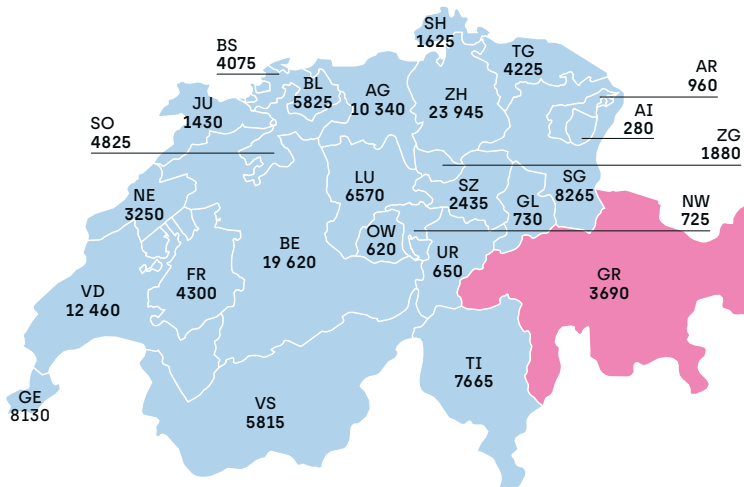 SH
1625
BS
4075
TG
4225
BL
5825
AG
10 340
ZH
23 945
AR
960
JU
1430
AI
280
SO
4825
ZG
1880
LU
6570
SZ
2435
GL
730
SG
8265
NE
3250
NW
725
OW
620
BE
19 620
UR
650
FR
4300
GR
3690
VD
12 460
TI
7665
GE
8130
VS
5815